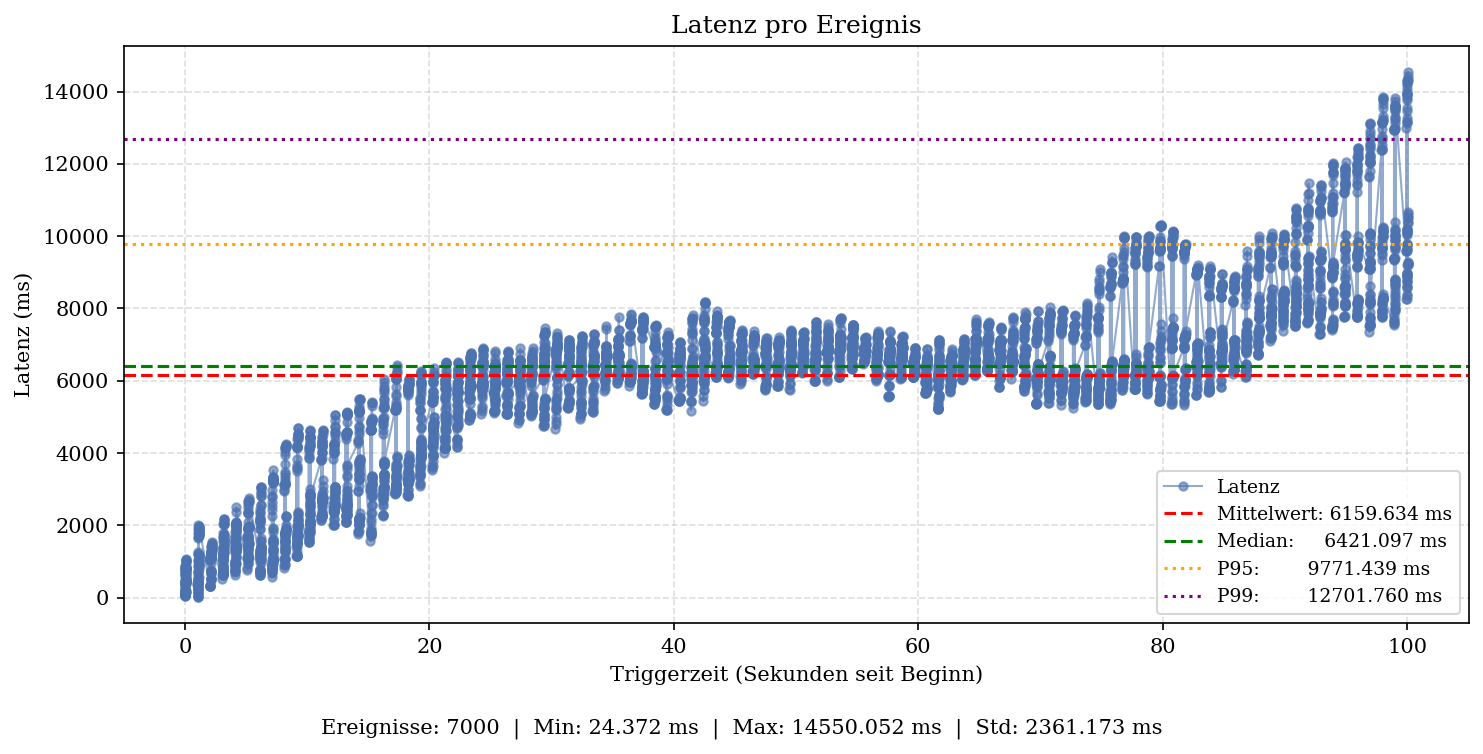 Latenz pro Ereignis
14000
12000
10000
8000
6000
4000
2000
0
Latenz (ms)
0 20 40 60 80 100
Triggerzeit (Sekunden seit Beginn)
Latenz
Mittelwert: 6159.634 ms
Median: 6421.097 ms
P95: 9771.439 ms
P99: 12701.760 ms
Ereignisse: 7000 | Min: 24.372 ms | Max: 14550.052 ms | Std: 2361.173 ms